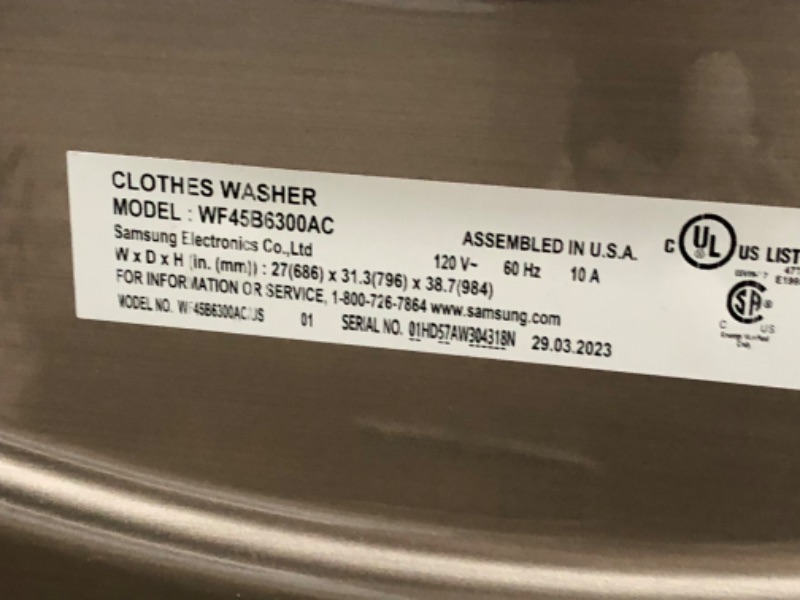 CLOTHES WASHER
MODEL : WF45B6300AC
Samsung Electronics Co.,Ltd
ASSEMBLED IN U.S.A.
120 V~ 60 Hz 10 A
W x D x H (in. (mm)) : 27(686) x 31.3(796) x 38.7(984)
FOR INFORMATION OR SERVICE, 1-800-726-7864 www.samsung.com
MODEL NO. WF45B6300AC/US 01 SERIAL NO. 01HD57AW304318N 29.03.2023
C UL ® US LIST
SA ®
C US